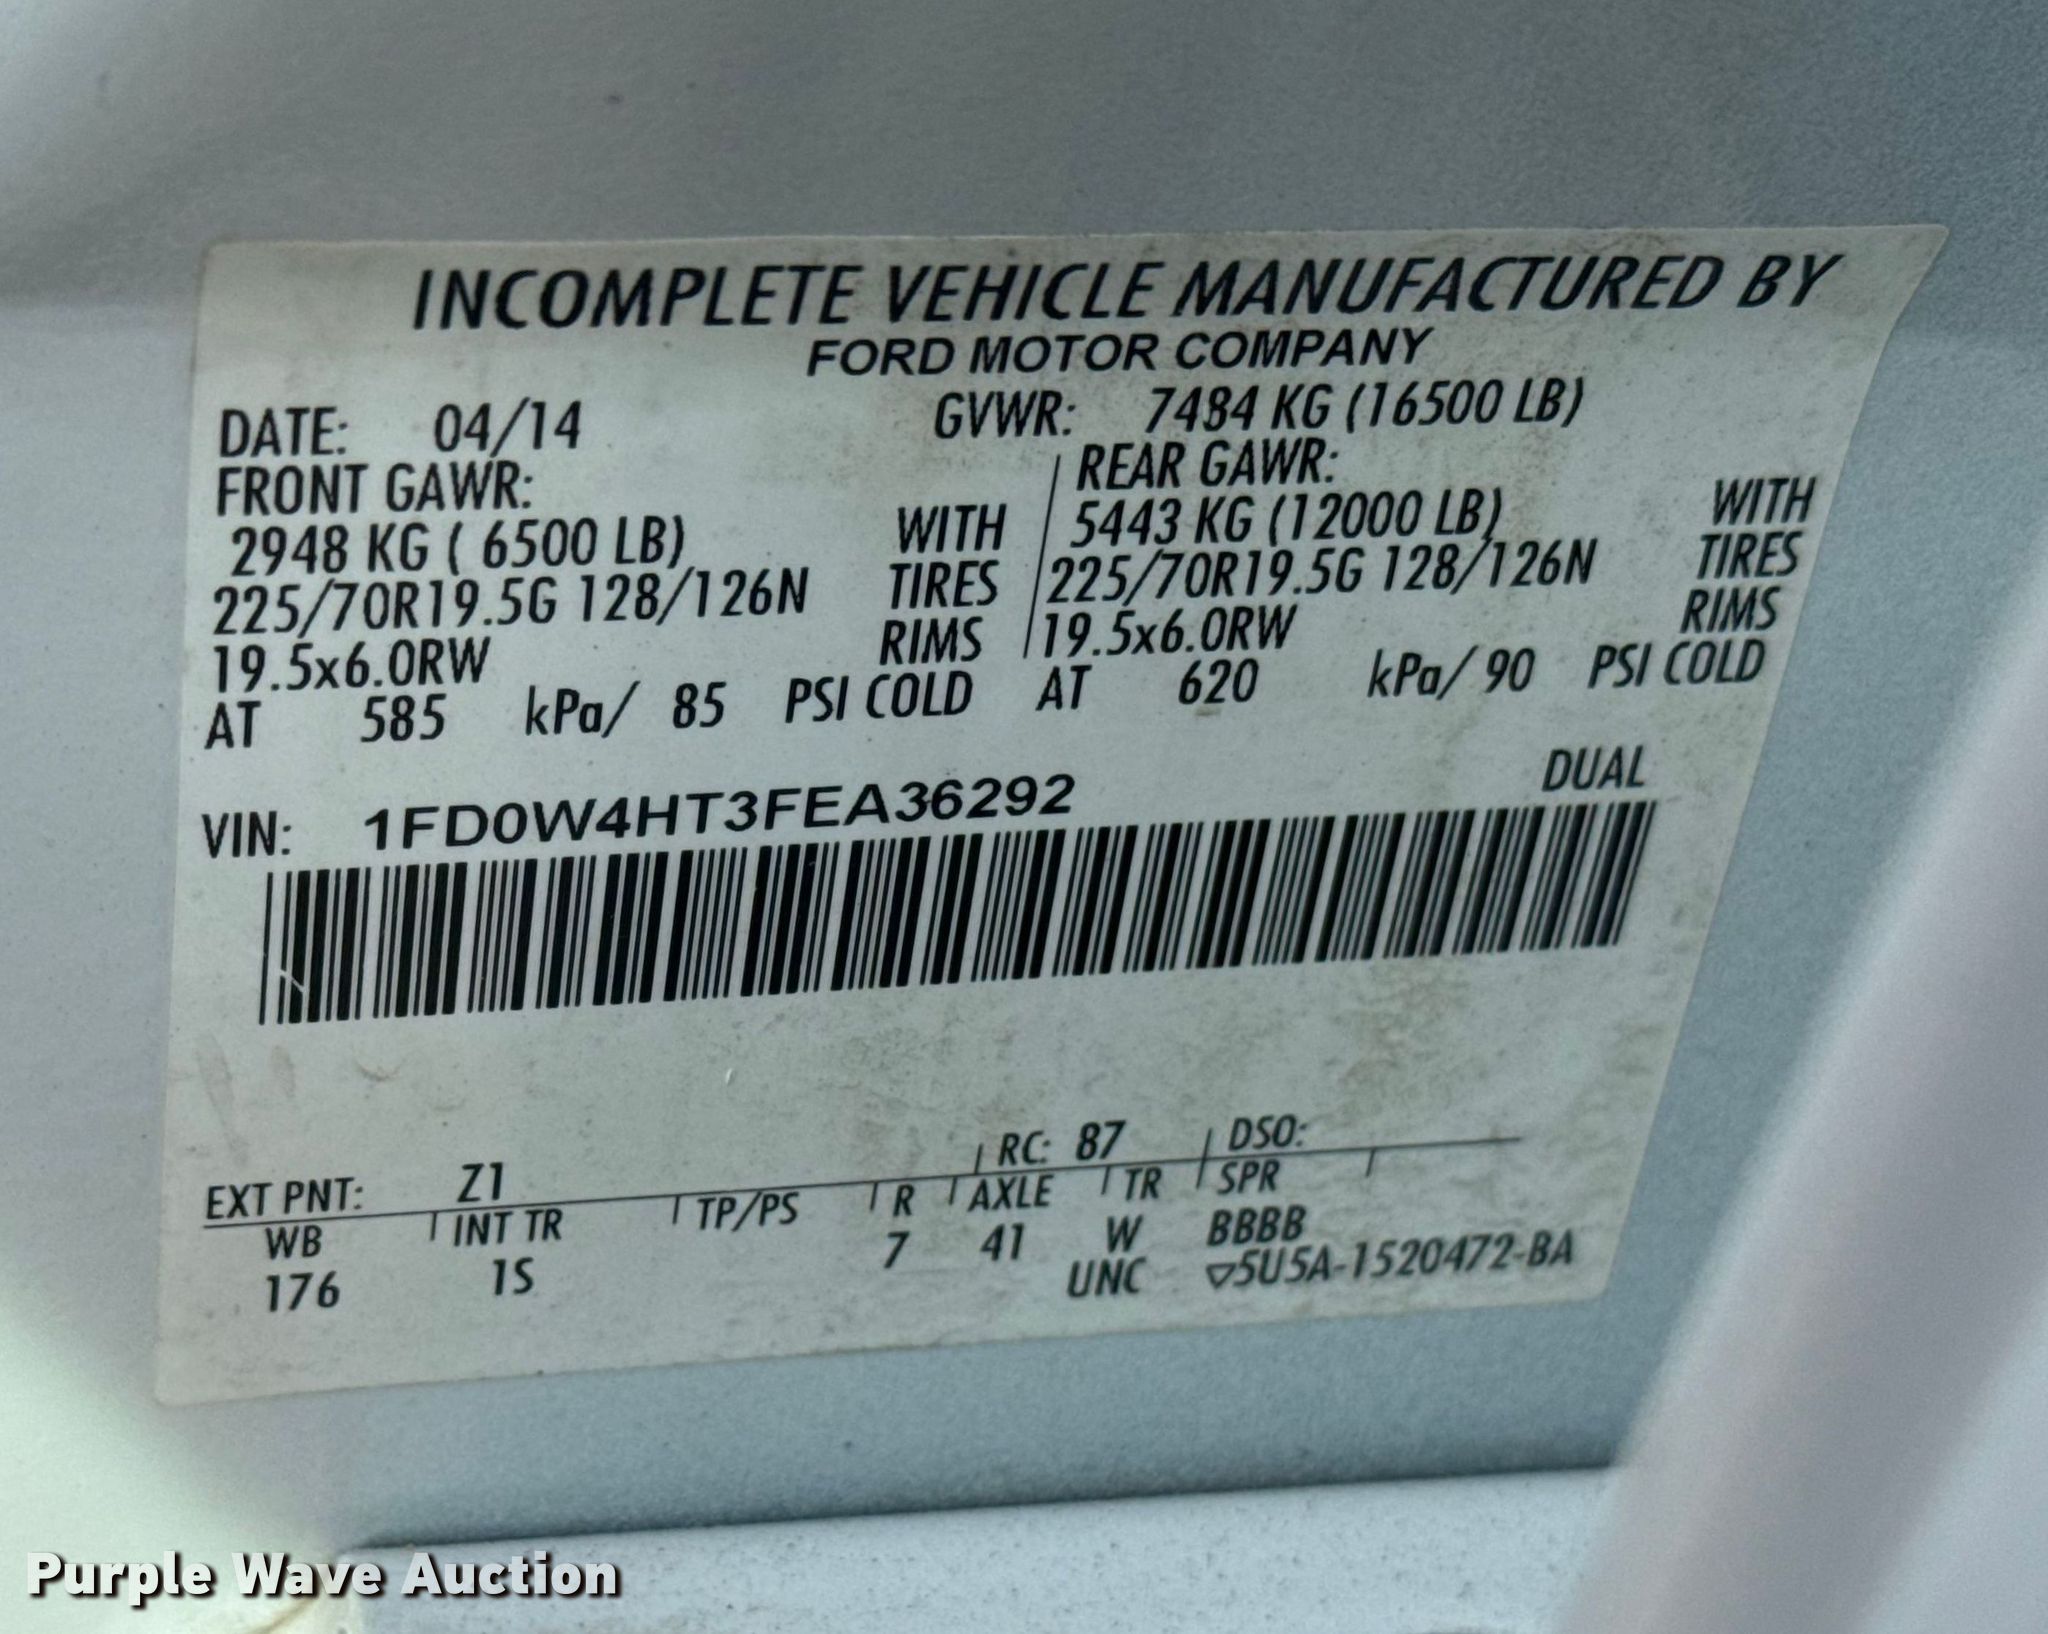 INCOMPLETE VEHICLE MANUFACTURED BY
FORD MOTOR COMPANY
DATE: 04/14 GVWR: 7484 KG (16500 LB)
FRONT GAWR: REAR GAWR:
2948 KG ( 6500 LB) WITH 5443 KG (12000 LB) WITH
225/70R19.5G 128/126N TIRES 225/70R19.5G 128/126N TIRES
19.5x6.0RW RIMS 19.5x6.0RW RIMS
AT 585 kPa/ 85 PSI COLD AT 620 kPa/ 90 PSI COLD
DUAL
VIN: 1FD0W4HT3FEA36292
EXT PNT: Z1 RC: 87 DSO:
WB INT TR TP/PS R AXLE TR SPR
176 1S 7 41 W BBBB
UNC ▽5U5A-1520472-BA
Purple Wave Auction